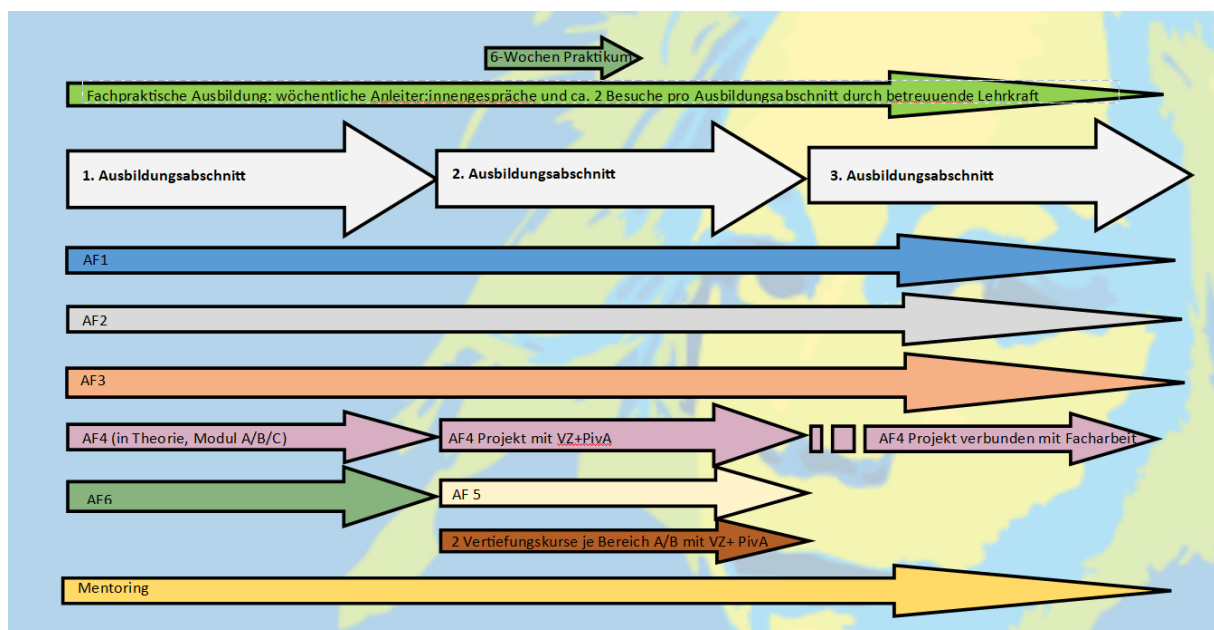 6-Wochen Praktikum
Fachpraktische Ausbildung: wöchentliche Anleiter:innengespräche und ca. 2 Besuche pro Ausbildungsabschnitt durch betreuuende Lehrkraft
1. Ausbildungsabschnitt
2. Ausbildungsabschnitt
3. Ausbildungsabschnitt
AF1
AF2
AF3
AF4 (in Theorie, Modul A/B/C)
AF4 Projekt mit VZ+PivA
AF4 Projekt verbunden mit Facharbeit
AF6
AF 5
2 Vertiefungskurse je Bereich A/B mit VZ+ PivA
Mentoring